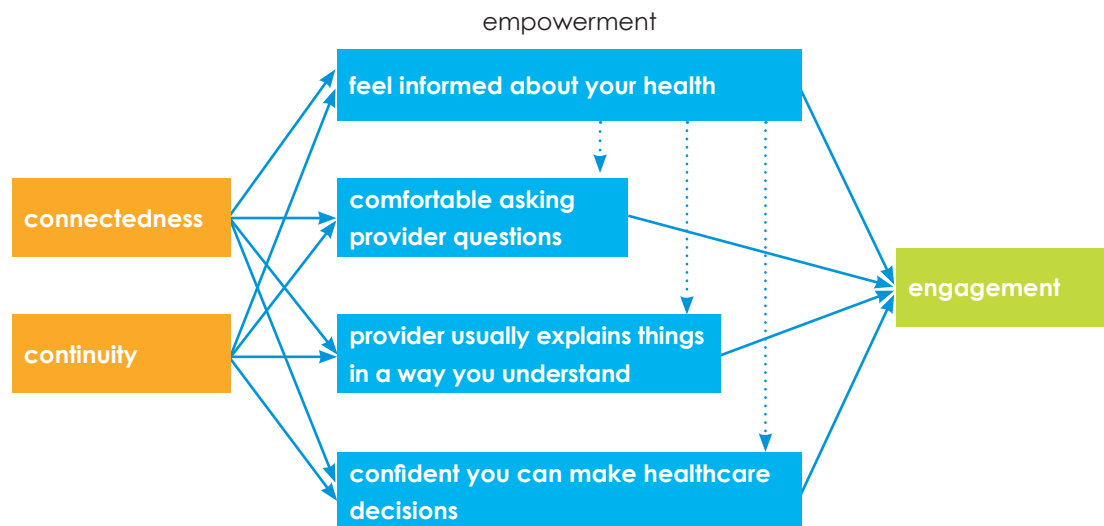 empowerment
feel informed about your health
connectedness
comfortable asking
provider questions
engagement
continuity
provider usually explains things
in a way you understand
confident you can make healthcare
decisions